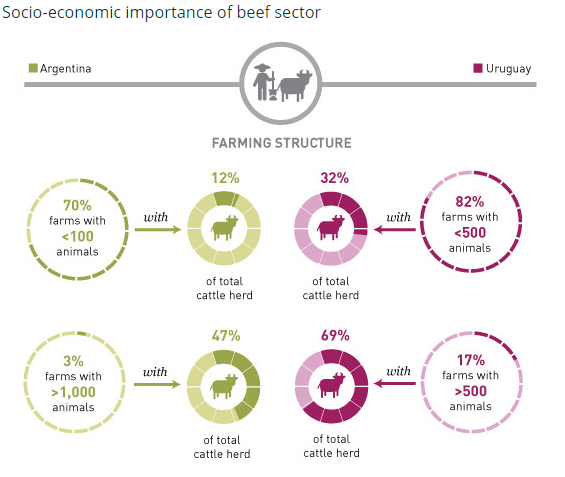 Socio-economic importance of beef sector
Argentina
Uruguay
FARMING STRUCTURE
70%
farms with
<100
animals
with
12%
of total
cattle herd
32%
of total
cattle herd
with
82%
farms with
<500
animals
3%
farms with
>1,000
animals
with
47%
of total
cattle herd
69%
of total
cattle herd
with
17%
farms with
>500
animals